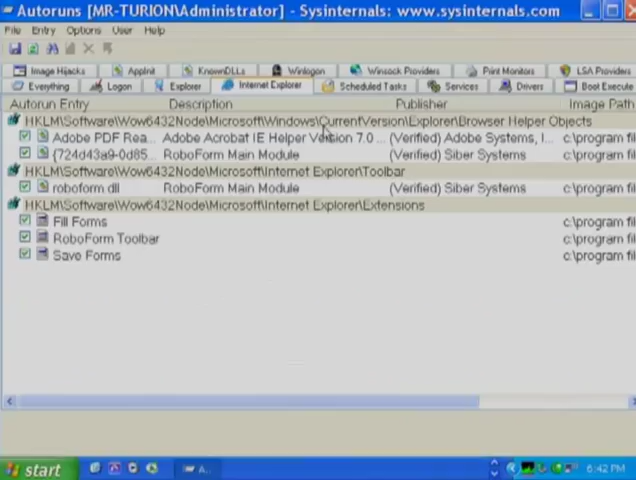 Autoruns [MR-TURION\Administrator] - Sysinternals: www.sysinternals.com
File Entry Options User Help
Image Hijacks AppInit KnownDLLs Winlogon Winsock Providers Print Monitors LSA Providers
Everything Logon Explorer Internet Explorer Scheduled Tasks Services Drivers Boot Execute
Autorun Entry Description Publisher Image Path
HKLM\Software\Wow6432Node\Microsoft\Windows\CurrentVersion\Explorer\Browser Helper Objects
Adobe PDF Rea... Adobe Acrobat IE Helper Version 7.0 ... (Verified) Adobe Systems, I... c:\program fil
{724d43a9-0d85... RoboForm Main Module (Verified) Siber Systems c:\program fil
HKLM\Software\Wow6432Node\Microsoft\Internet Explorer\Toolbar
roboform.dll RoboForm Main Module (Verified) Siber Systems c:\program fil
HKLM\Software\Wow6432Node\Microsoft\Internet Explorer\Extensions
Fill Forms c:\program fil
RoboForm Toolbar c:\program fil
Save Forms c:\program fil
start A... 6:42 PM